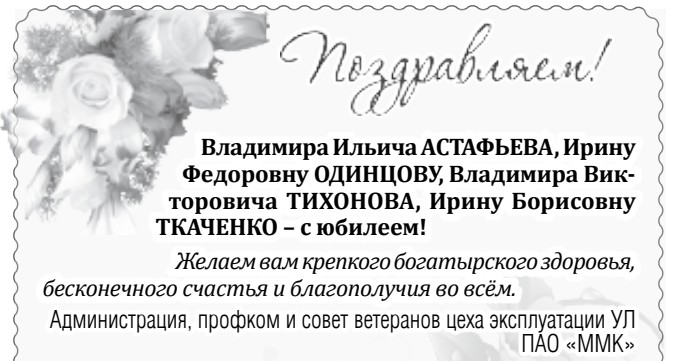 Поздравляем!
Владимира Ильича АСТАФЬЕВА, Ирину
Федоровну ОДИНЦОВУ, Владимира Вик-
торовича ТИХОНОВА, Ирину Борисовну
ТКАЧЕНКО – с юбилеем!
Желаем вам крепкого богатырского здоровья,
бесконечного счастья и благополучия во всём.
Администрация, профком и совет ветеранов цеха эксплуатации УЛ
ПАО «ММК»